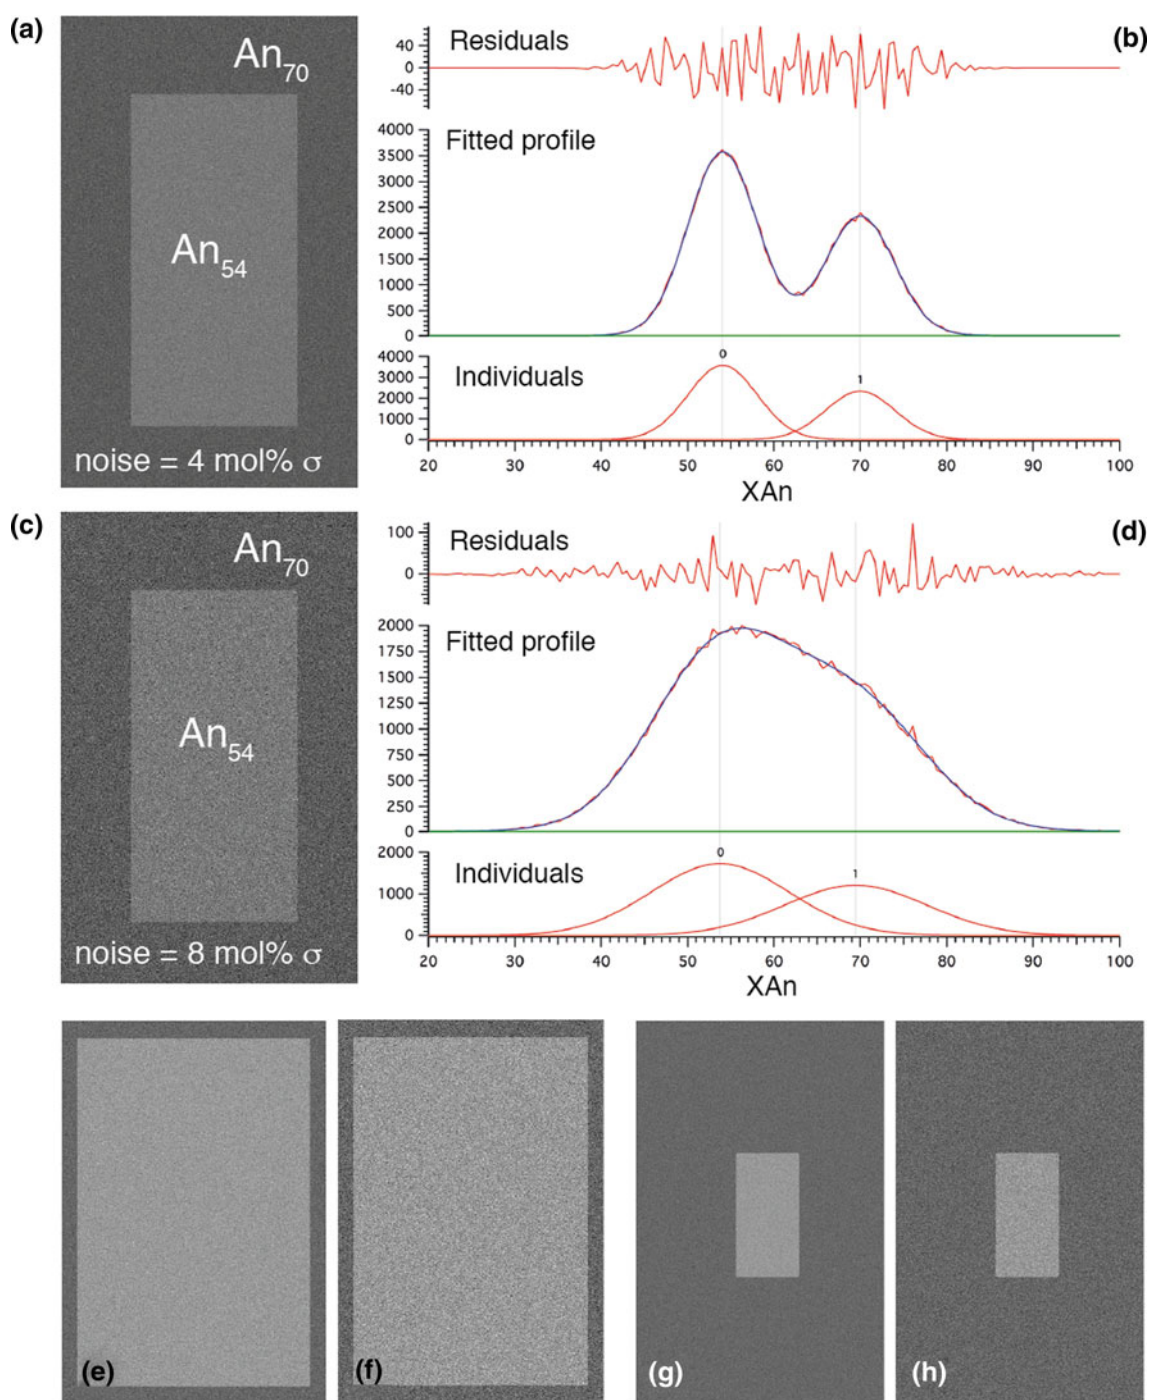 (a)
An70
An54
noise = 4 mol% σ
(b)
Residuals
40
0
-40
Fitted profile
4000
3500
3000
2500
2000
1500
1000
500
0
Individuals
4000
3000
2000
1000
0
0
1
20 30 40 50 60 70 80 90 100
XAn
(c)
An70
An54
noise = 8 mol% σ
(d)
Residuals
100
0
Fitted profile
2000
1750
1500
1250
1000
750
500
250
0
Individuals
2000
1000
0
0
1
20 30 40 50 60 70 80 90 100
XAn
(e)
(f)
(g)
(h)